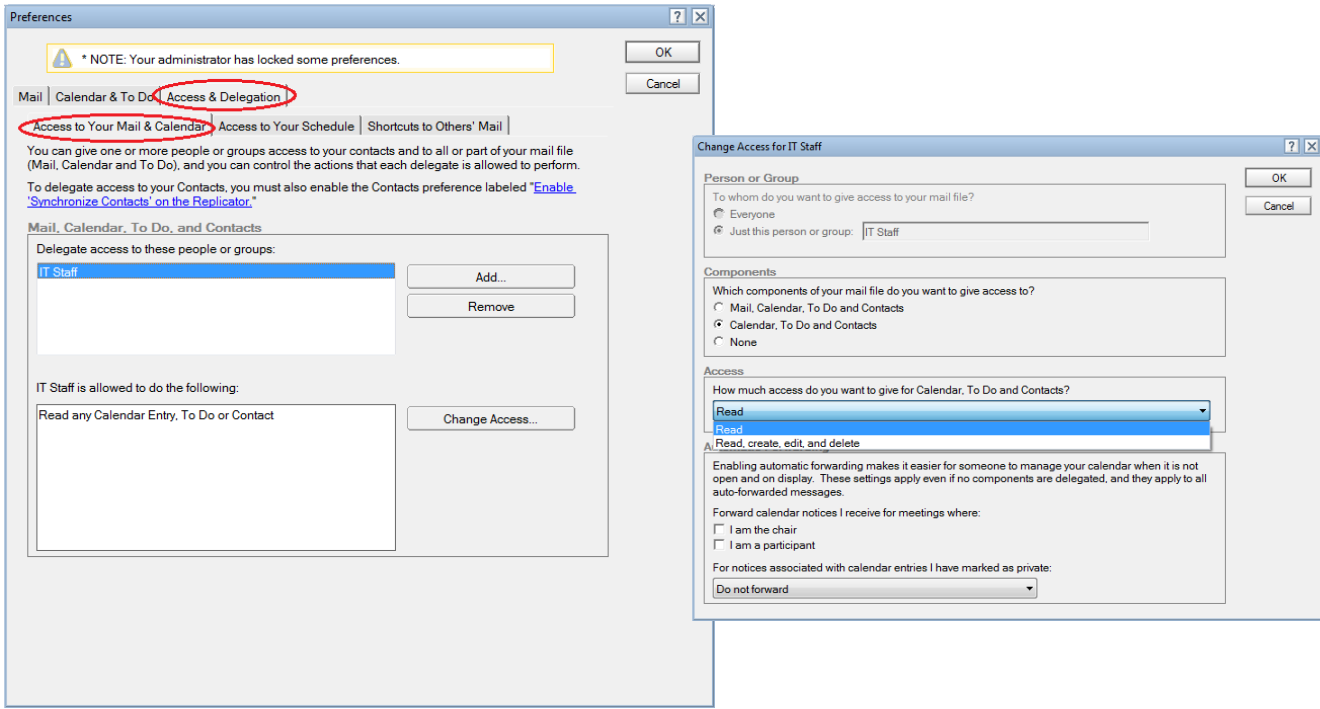 Preferences
* NOTE: Your administrator has locked some preferences.
OK
Cancel
Mail
Calendar & To Do
Access & Delegation
Access to Your Mail & Calendar
Access to Your Schedule
Shortcuts to Others' Mail
You can give one or more people or groups access to your contacts and to all or part of your mail file
(Mail, Calendar and To Do), and you can control the actions that each delegate is allowed to perform.
To delegate access to your Contacts, you must also enable the Contacts preference labeled "Enable
'Synchronize Contacts' on the Replicator."
Mail, Calendar, To Do, and Contacts
Delegate access to these people or groups:
IT Staff
Add...
Remove
IT Staff is allowed to do the following:
Read any Calendar Entry, To Do or Contact
Change Access...
Change Access for IT Staff
OK
Cancel
Person or Group
To whom do you want to give access to your mail file?
Everyone
Just this person or group: IT Staff
Components
Which components of your mail file do you want to give access to?
Mail, Calendar, To Do and Contacts
Calendar, To Do and Contacts
None
Access
How much access do you want to give for Calendar, To Do and Contacts?
Read
Read
Read, create, edit, and delete
Enabling automatic forwarding makes it easier for someone to manage your calendar when it is not
open and on display. These settings apply even if no components are delegated, and they apply to all
auto-forwarded messages.
Forward calendar notices I receive for meetings where:
I am the chair
I am a participant
For notices associated with calendar entries I have marked as private:
Do not forward